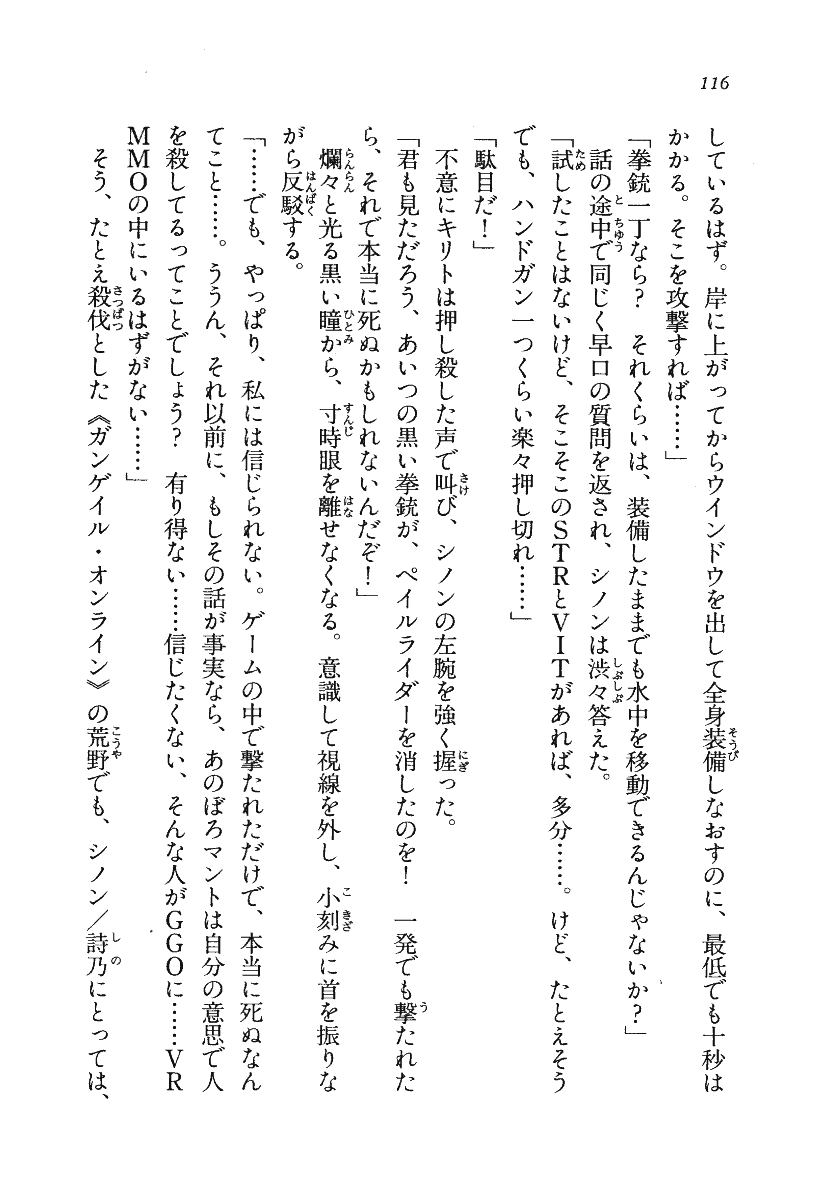 116
しているはず。岸に上がってからウインドウを出して全身装備しなおすのに、最低でも十秒は
かかる。そこを攻撃すれば……」
「拳銃一丁なら？　それくらいは、装備したままでも水中を移動できるんじゃないか？」
話の途中で同じく早口の質問を返され、シノンは渋々答えた。
「試したことはないけど、そこそこのＳＴＲとＶＩＴがあれば、多分……。けど、たとえそう
でも、ハンドガン一つくらい楽々押し切れ……」
「駄目だ！」
不意にキリトは押し殺した声で叫び、シノンの左腕を強く握った。
「君も見ただろう、あいつの黒い拳銃が、ペイルライダーを消したのを！　一発でも撃たれた
ら、それで本当に死ぬかもしれないんだぞ！」
爛々と光る黒い瞳から、寸時眼を離せなくなる。意識して視線を外し、小刻みに首を振りな
がら反駁する。
「……でも、やっぱり、私には信じられない。ゲームの中で撃たれただけで、本当に死ぬなん
てこと……。ううん、それ以前に、もしその話が事実なら、あのぼろマントは自分の意思で人
を殺してるってことでしょう？　有り得ない……信じたくない、そんな人がＧＧＯに……ＶＲ
ＭＭＯの中にいるはずがない……」
そう、たとえ殺伐とした《ガンゲイル・オンライン》の荒野でも、シノン／詩乃にとっては、